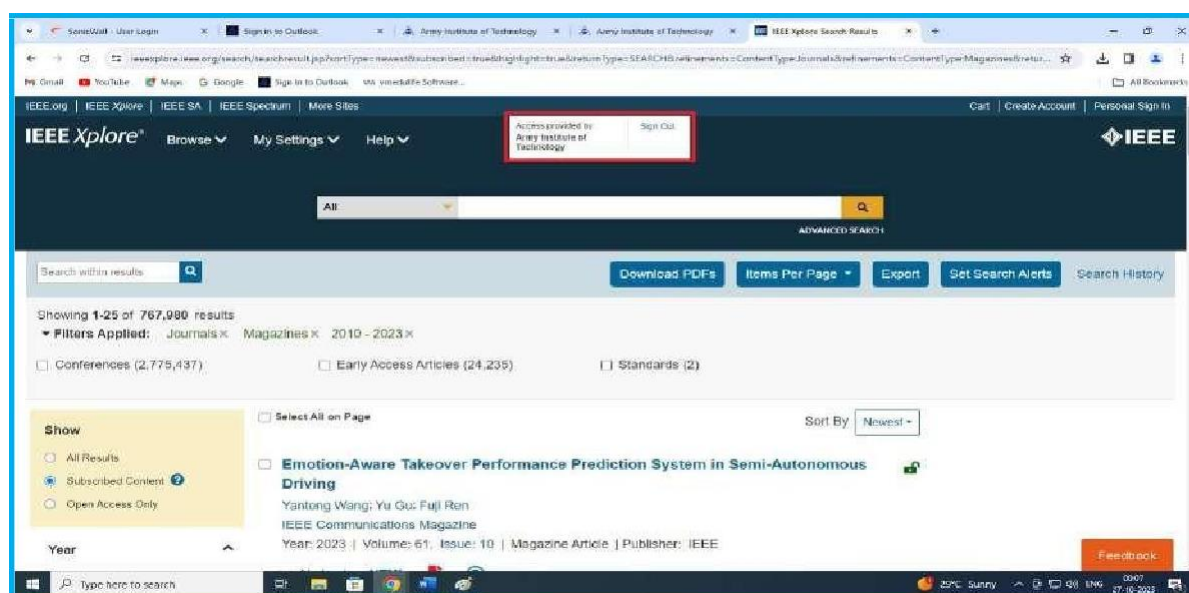 SonicWall - User Login
Sign in to Outlook
Army Institute of Technology
Army Institute of Technology
IEEE Xplore Search Results
Gmail YouTube Maps Google Sign in to Outlook
All Bookmarks
IEEE.org | IEEE Xplore | IEEE SA | IEEE Spectrum | More Sites
Cart | Create Account | Personal Sign In
IEEE Xplore® Browse My Settings Help
Access provided by Sign Out
Army Institute of
Technology
IEEE
All
ADVANCED SEARCH
Search within results
Download PDFs Items Per Page Export Set Search Alerts Search History
Showing 1-25 of 767,980 results
Filters Applied: Journals × Magazines × 2010 - 2023 ×
Conferences (2,775,437) Early Access Articles (24,235) Standards (2)
Show
Select All on Page
Sort By Newest
All Results
Subscribed Content
Open Access Only
Emotion-Aware Takeover Performance Prediction System in Semi-Autonomous
Driving
Yantong Wang; Yu Gu; Fuji Ren
IEEE Communications Magazine
Year: 2023 | Volume: 61, Issue: 10 | Magazine Article | Publisher: IEEE
Year
Feedback
Type here to search
29°C Sunny ENG
27-10-2023